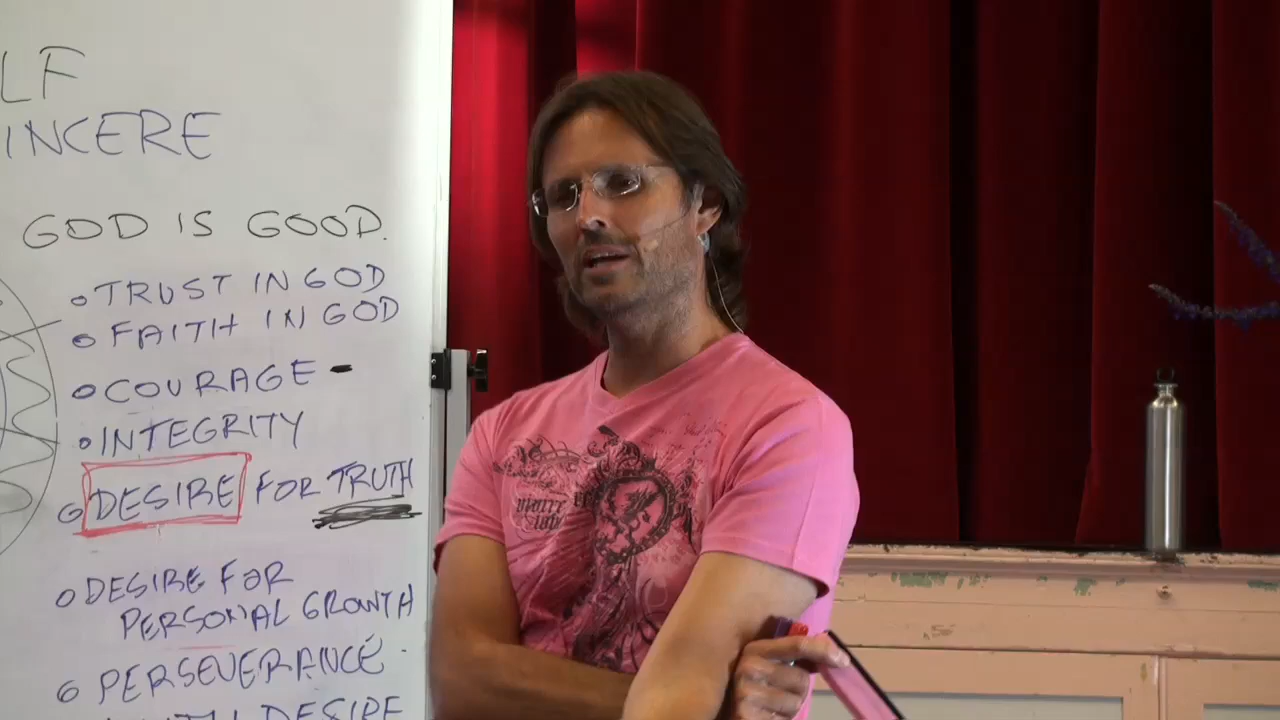 LF
INCERE
GOD IS GOOD.
TRUST IN GOD
FAITH IN GOD
COURAGE -
INTEGRITY
DESIRE FOR TRUTH
DESIRE FOR
PERSONAL GROWTH
PERSEVERANCE
DESIRE